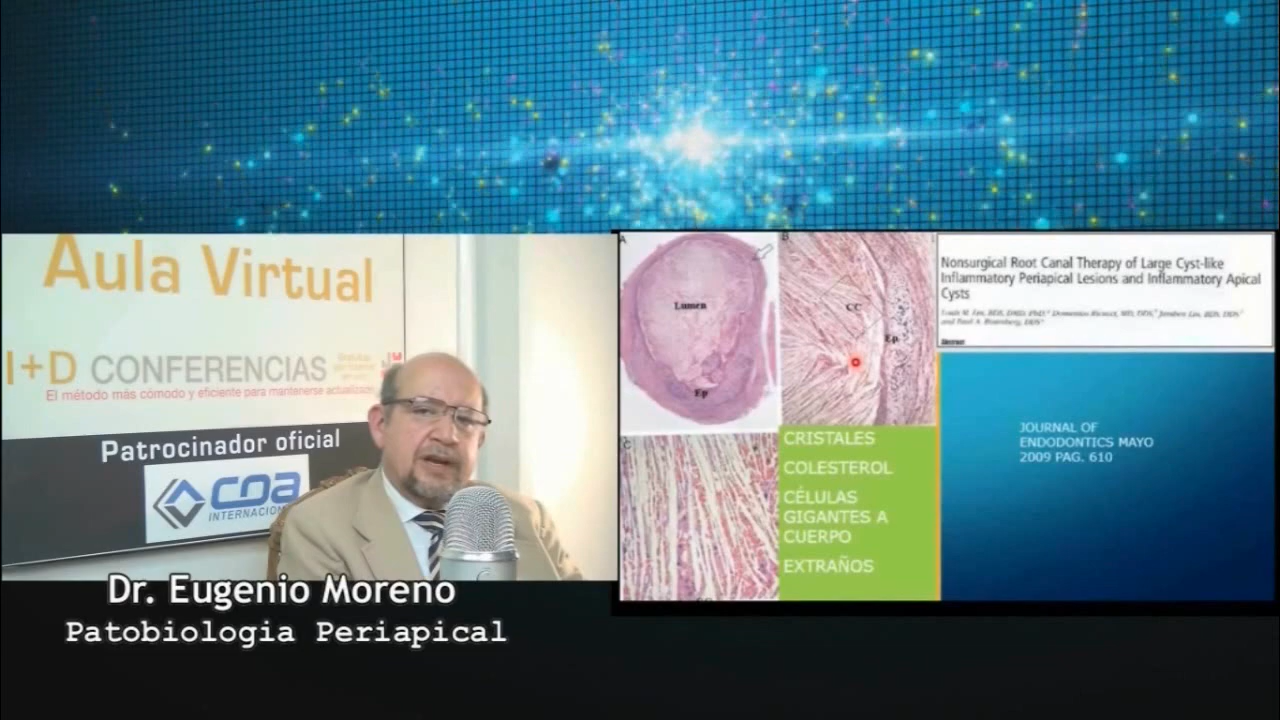 Aula Virtual
I+D CONFERENCIAS
El método más cómodo y eficiente para mantenerse actualizado
Patrocinador oficial
coa
INTERNACION
Dr. Eugenio Moreno
Patobiologia Periapical
A
Lumen
Ep
B
CC
Ep
C
CRISTALES
COLESTEROL
CÉLULAS
GIGANTES A
CUERPO
EXTRAÑOS
Nonsurgical Root Canal Therapy of Large Cyst-like
Inflammatory Periapical Lesions and Inflammatory Apical
Cysts
Abstract
JOURNAL OF
ENDODONTICS MAYO
2009 PAG. 610